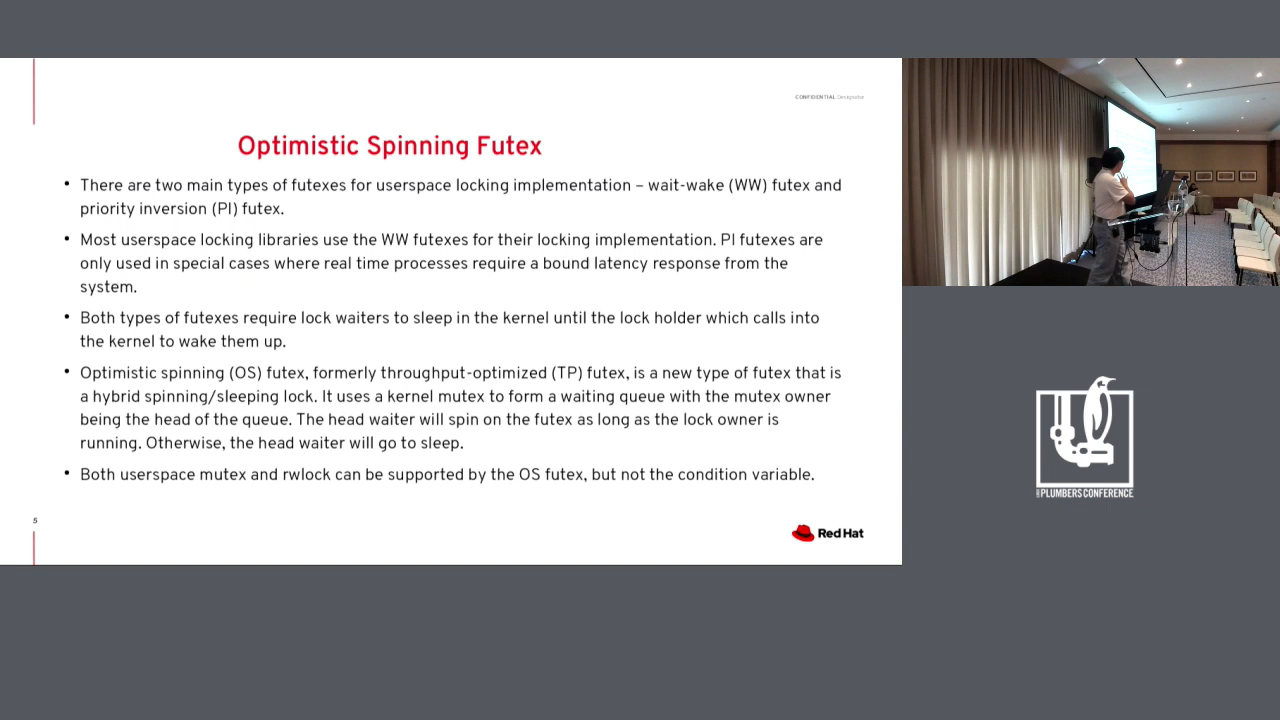 CONFIDENTIAL Designator
Optimistic Spinning Futex
• There are two main types of futexes for userspace locking implementation – wait-wake (WW) futex and
priority inversion (PI) futex.
• Most userspace locking libraries use the WW futexes for their locking implementation. PI futexes are
only used in special cases where real time processes require a bound latency response from the
system.
• Both types of futexes require lock waiters to sleep in the kernel until the lock holder which calls into
the kernel to wake them up.
• Optimistic spinning (OS) futex, formerly throughput-optimized (TP) futex, is a new type of futex that is
a hybrid spinning/sleeping lock. It uses a kernel mutex to form a waiting queue with the mutex owner
being the head of the queue. The head waiter will spin on the futex as long as the lock owner is
running. Otherwise, the head waiter will go to sleep.
• Both userspace mutex and rwlock can be supported by the OS futex, but not the condition variable.
5
Red Hat
PLUMBERS CONFERENCE